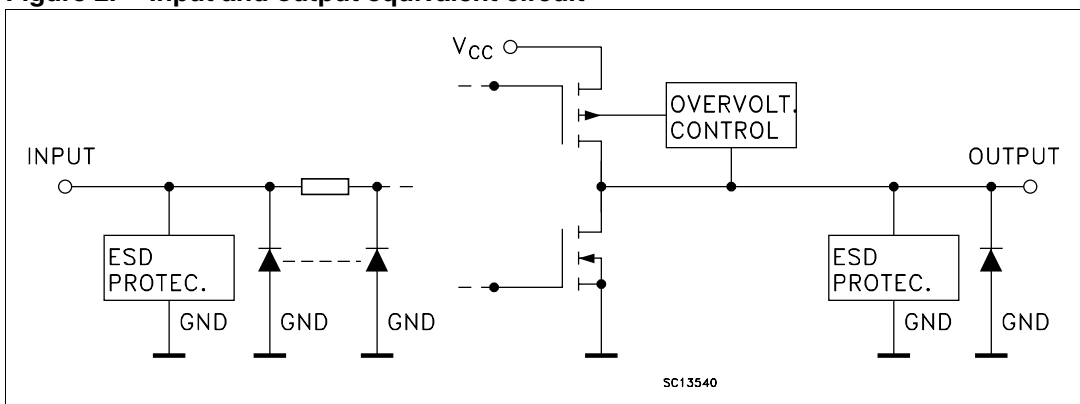 Figure 2. Input and output equivalent circuit
VCC
OVERVOLT.
CONTROL
INPUT
OUTPUT
ESD
PROTEC.
ESD
PROTEC.
GND
GND
GND
GND
GND
SC13540